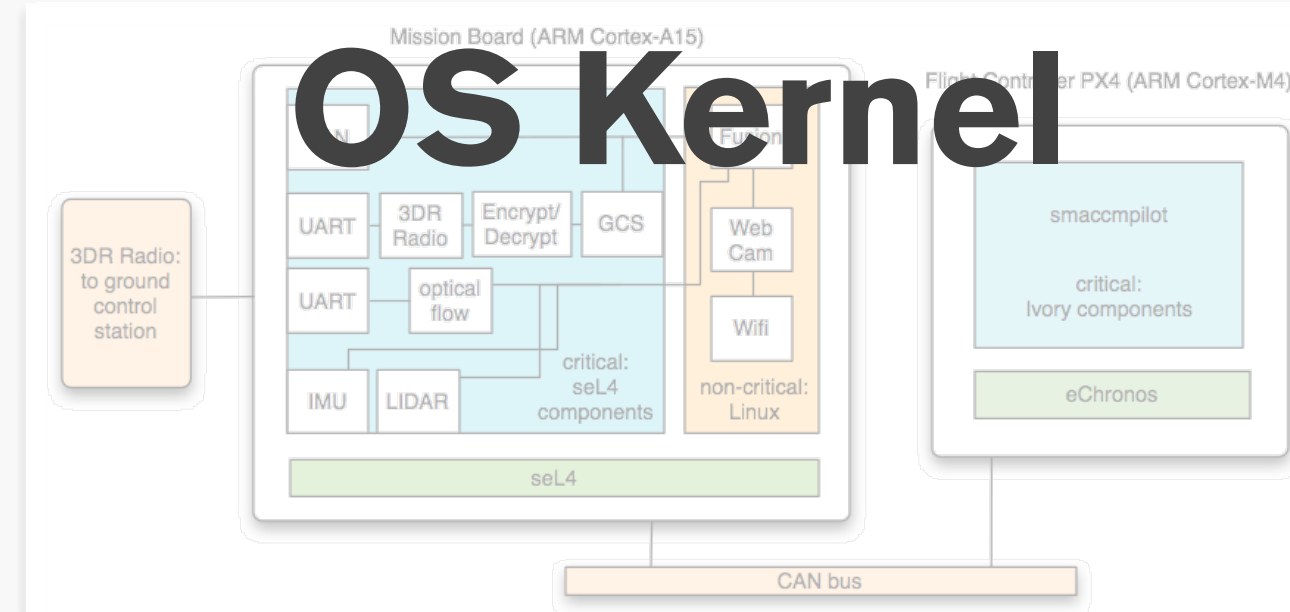 Mission Board (ARM Cortex-A15)
OS Kernel
Flight Controller PX4 (ARM Cortex-M4)
Fusion
UART
3DR
Radio
Encrypt/
Decrypt
GCS
Web
Cam
UART
optical
flow
Wifi
IMU
LIDAR
critical:
seL4
components
non-critical:
Linux
seL4
3DR Radio:
to ground
control
station
smaccmpilot
critical:
Ivory components
eChronos
CAN bus